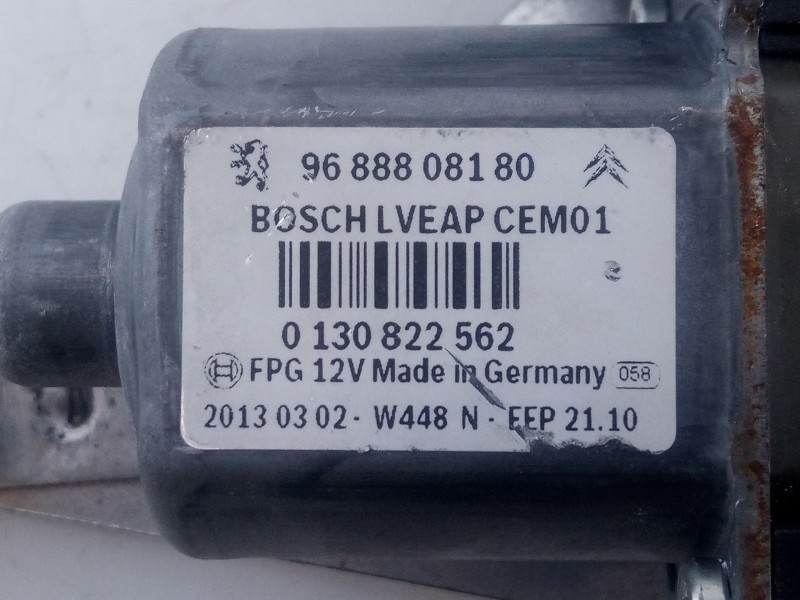 96 888 081 80
BOSCH LVEAP CEM01
0 130 822 562
FPG 12V Made in Germany 058
2013 03 02 - W448 N - EEP 21.10